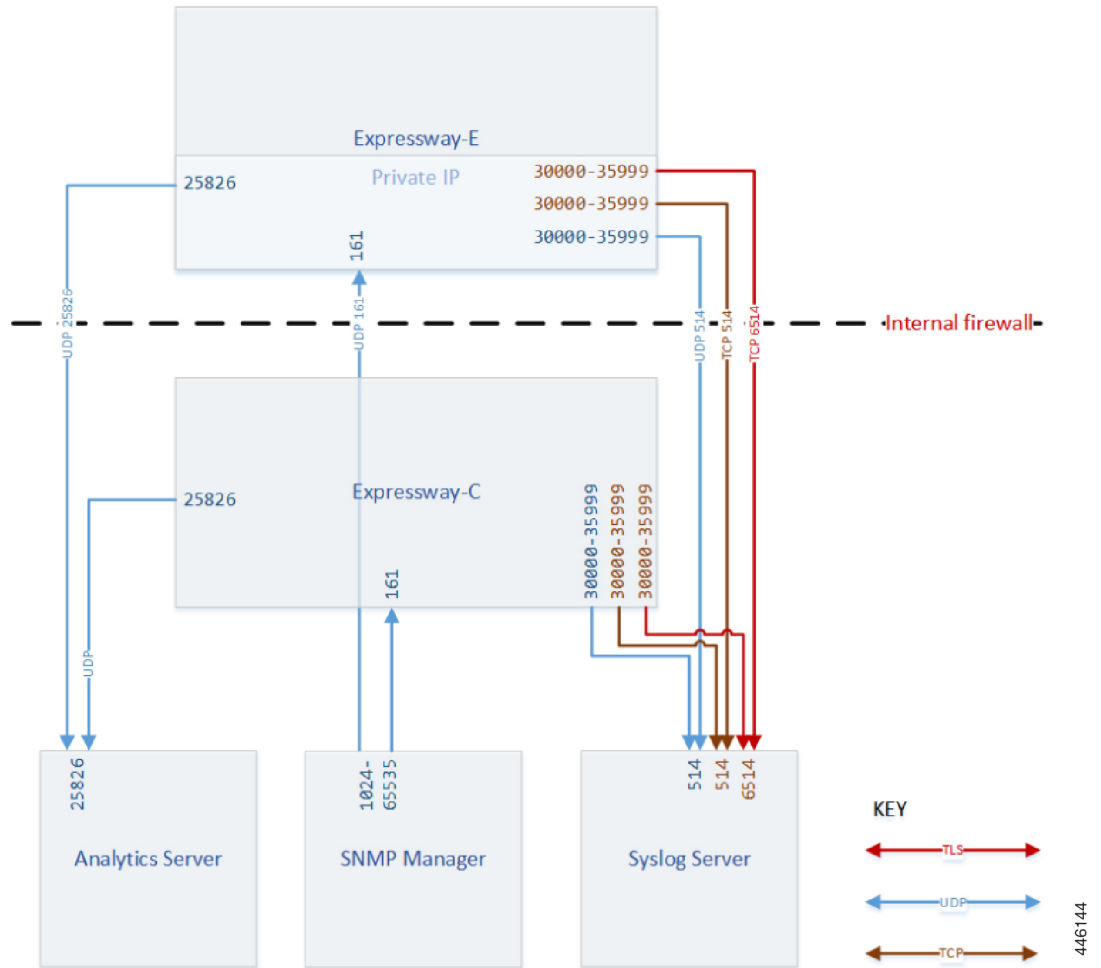 Expressway-E
Private IP
25826
30000-35999
30000-35999
30000-35999
161
UDP 25826
UDP 161
UDP 514
TCP 514
TCP 6514
Internal firewall
Expressway-C
25826
161
30000-35999
30000-35999
30000-35999
UDP
25826
1024-
65535
514
514
6514
Analytics Server
SNMP Manager
Syslog Server
KEY
TLS
UDP
TCP
446144